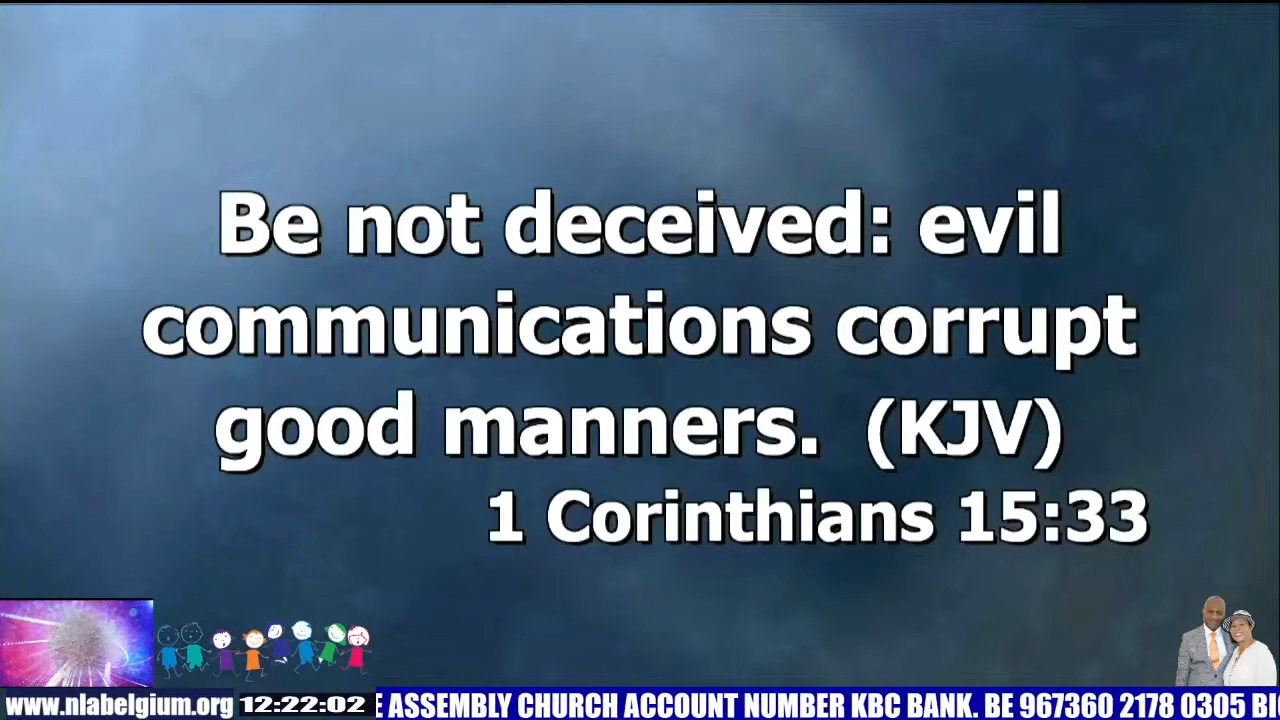 Be not deceived: evil
communications corrupt
good manners. (KJV)
1 Corinthians 15:33
www.nlabelgium.org 12:22:02 E ASSEMBLY CHURCH ACCOUNT NUMBER KBC BANK. BE 967360 2178 0305 BI